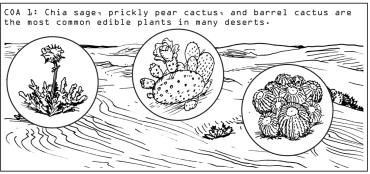 COA 1: Chia sage, prickly pear cactus, and barrel cactus are
the most common edible plants in many deserts.